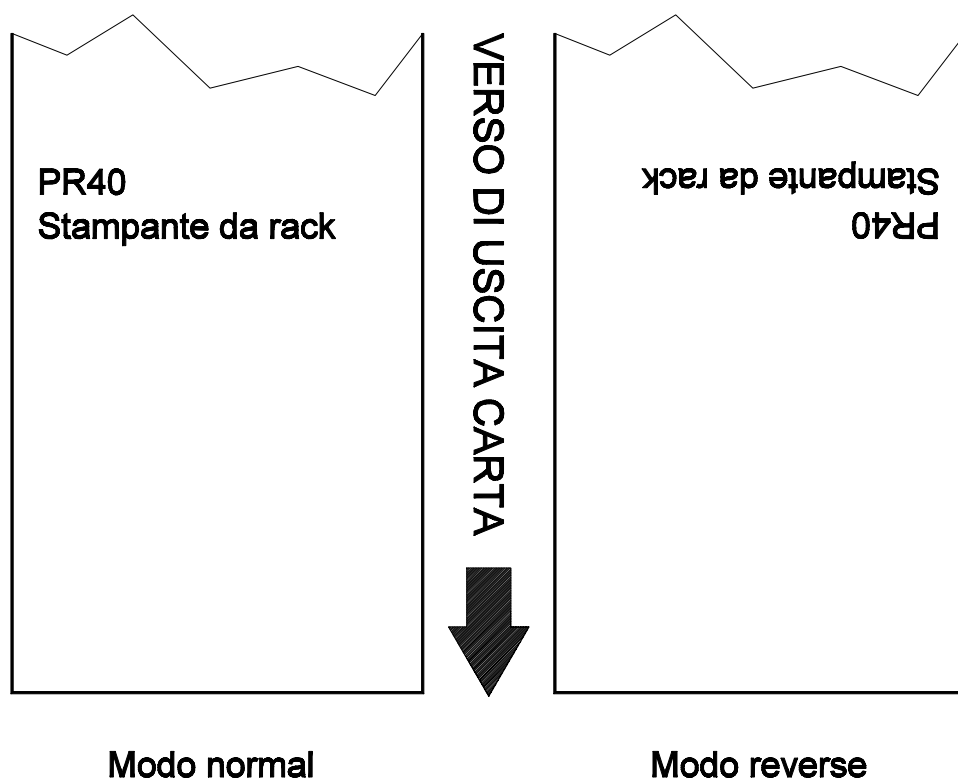 PR40
Stampante da rack
VERSO DI USCITA CARTA
PR40
Stampante da rack
Modo normal
Modo reverse